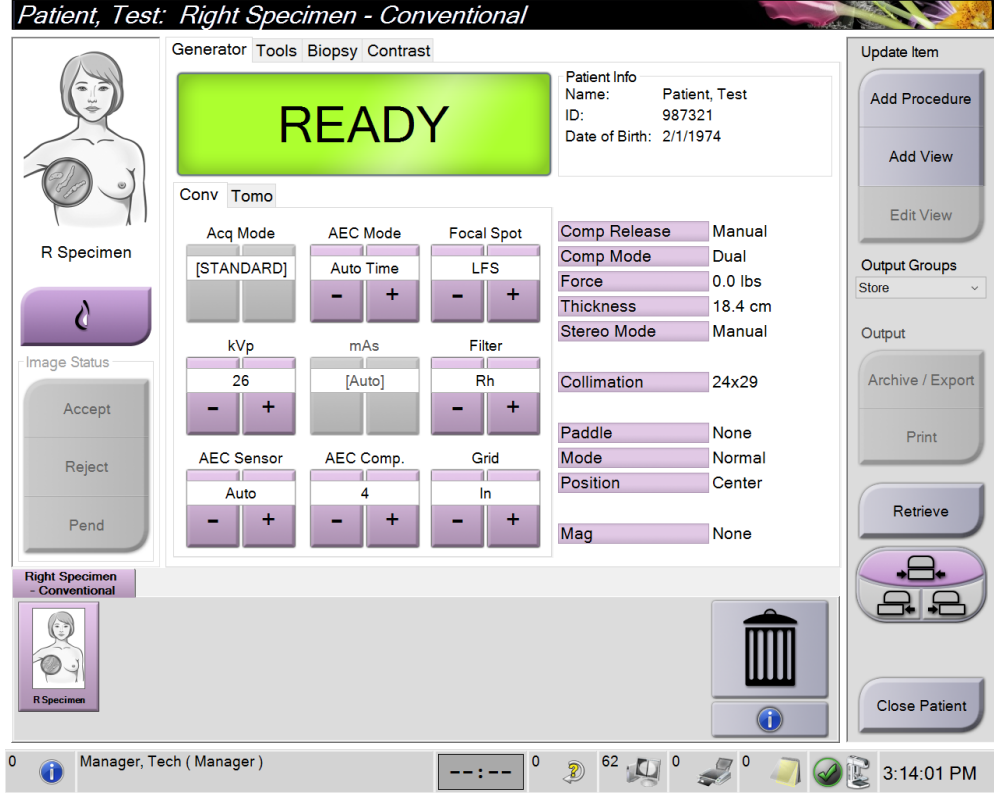 Patient, Test: Right Specimen - Conventional
Generator Tools Biopsy Contrast
READY
Patient Info
Name: Patient, Test
ID: 987321
Date of Birth: 2/1/1974
R Specimen
Image Status
Accept
Reject
Pend
Conv Tomo
Acq Mode AEC Mode Focal Spot
[STANDARD] Auto Time LFS
- + - +
kVp mAs Filter
26 [Auto] Rh
- + - +
AEC Sensor AEC Comp. Grid
Auto 4 In
- + - + - +
Comp Release Manual
Comp Mode Dual
Force 0.0 lbs
Thickness 18.4 cm
Stereo Mode Manual
Collimation 24x29
Paddle None
Mode Normal
Position Center
Mag None
Update Item
Add Procedure
Add View
Edit View
Output Groups
Store
Output
Archive / Export
Print
Retrieve
Close Patient
Right Specimen
- Conventional
R Specimen
i
0 i Manager, Tech ( Manager ) --:-- 0 ? 62 0 0 3:14:01 PM